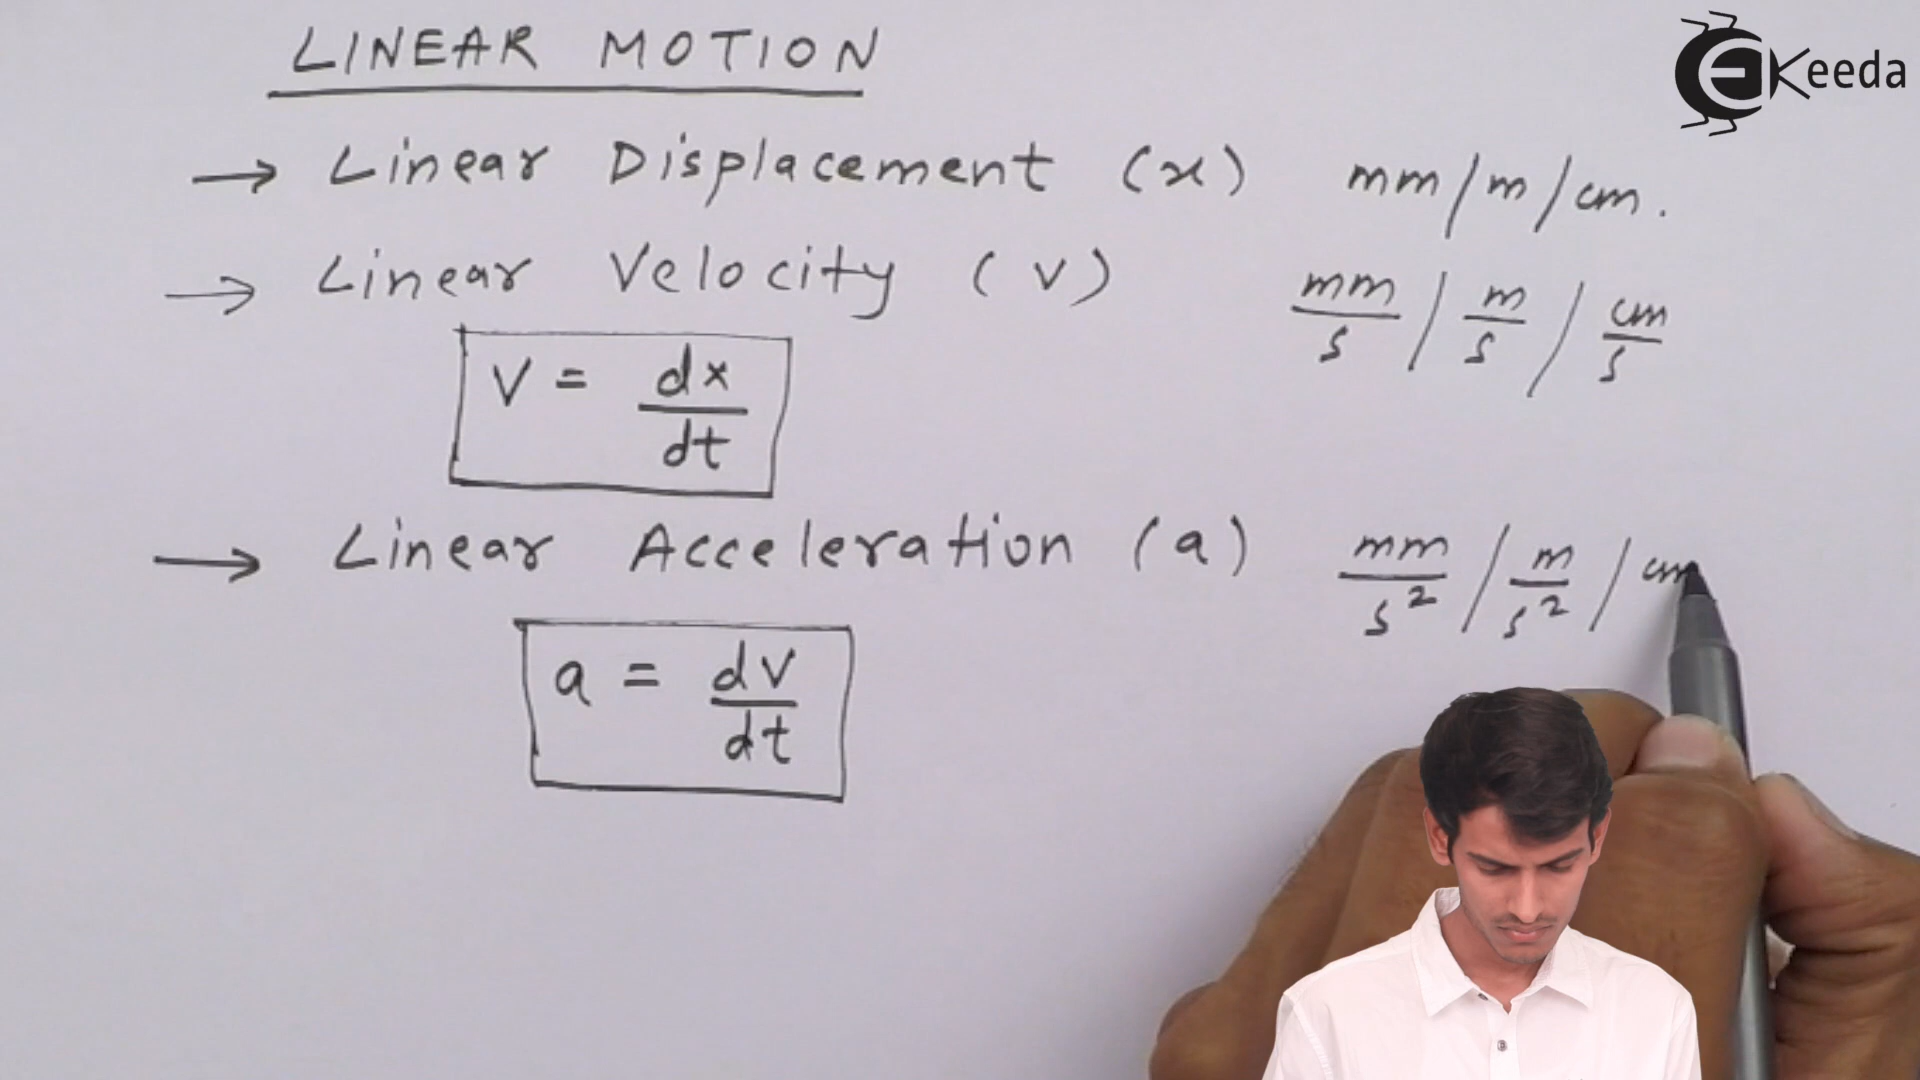 LINEAR MOTION
EKeeda
→ Linear Displacement (x) mm/m/cm.
→ Linear Velocity (v) mm/s / m/s / cm/s
V = dx/dt
→ Linear Acceleration (a) mm/s² / m/s² / cm
a = dv/dt